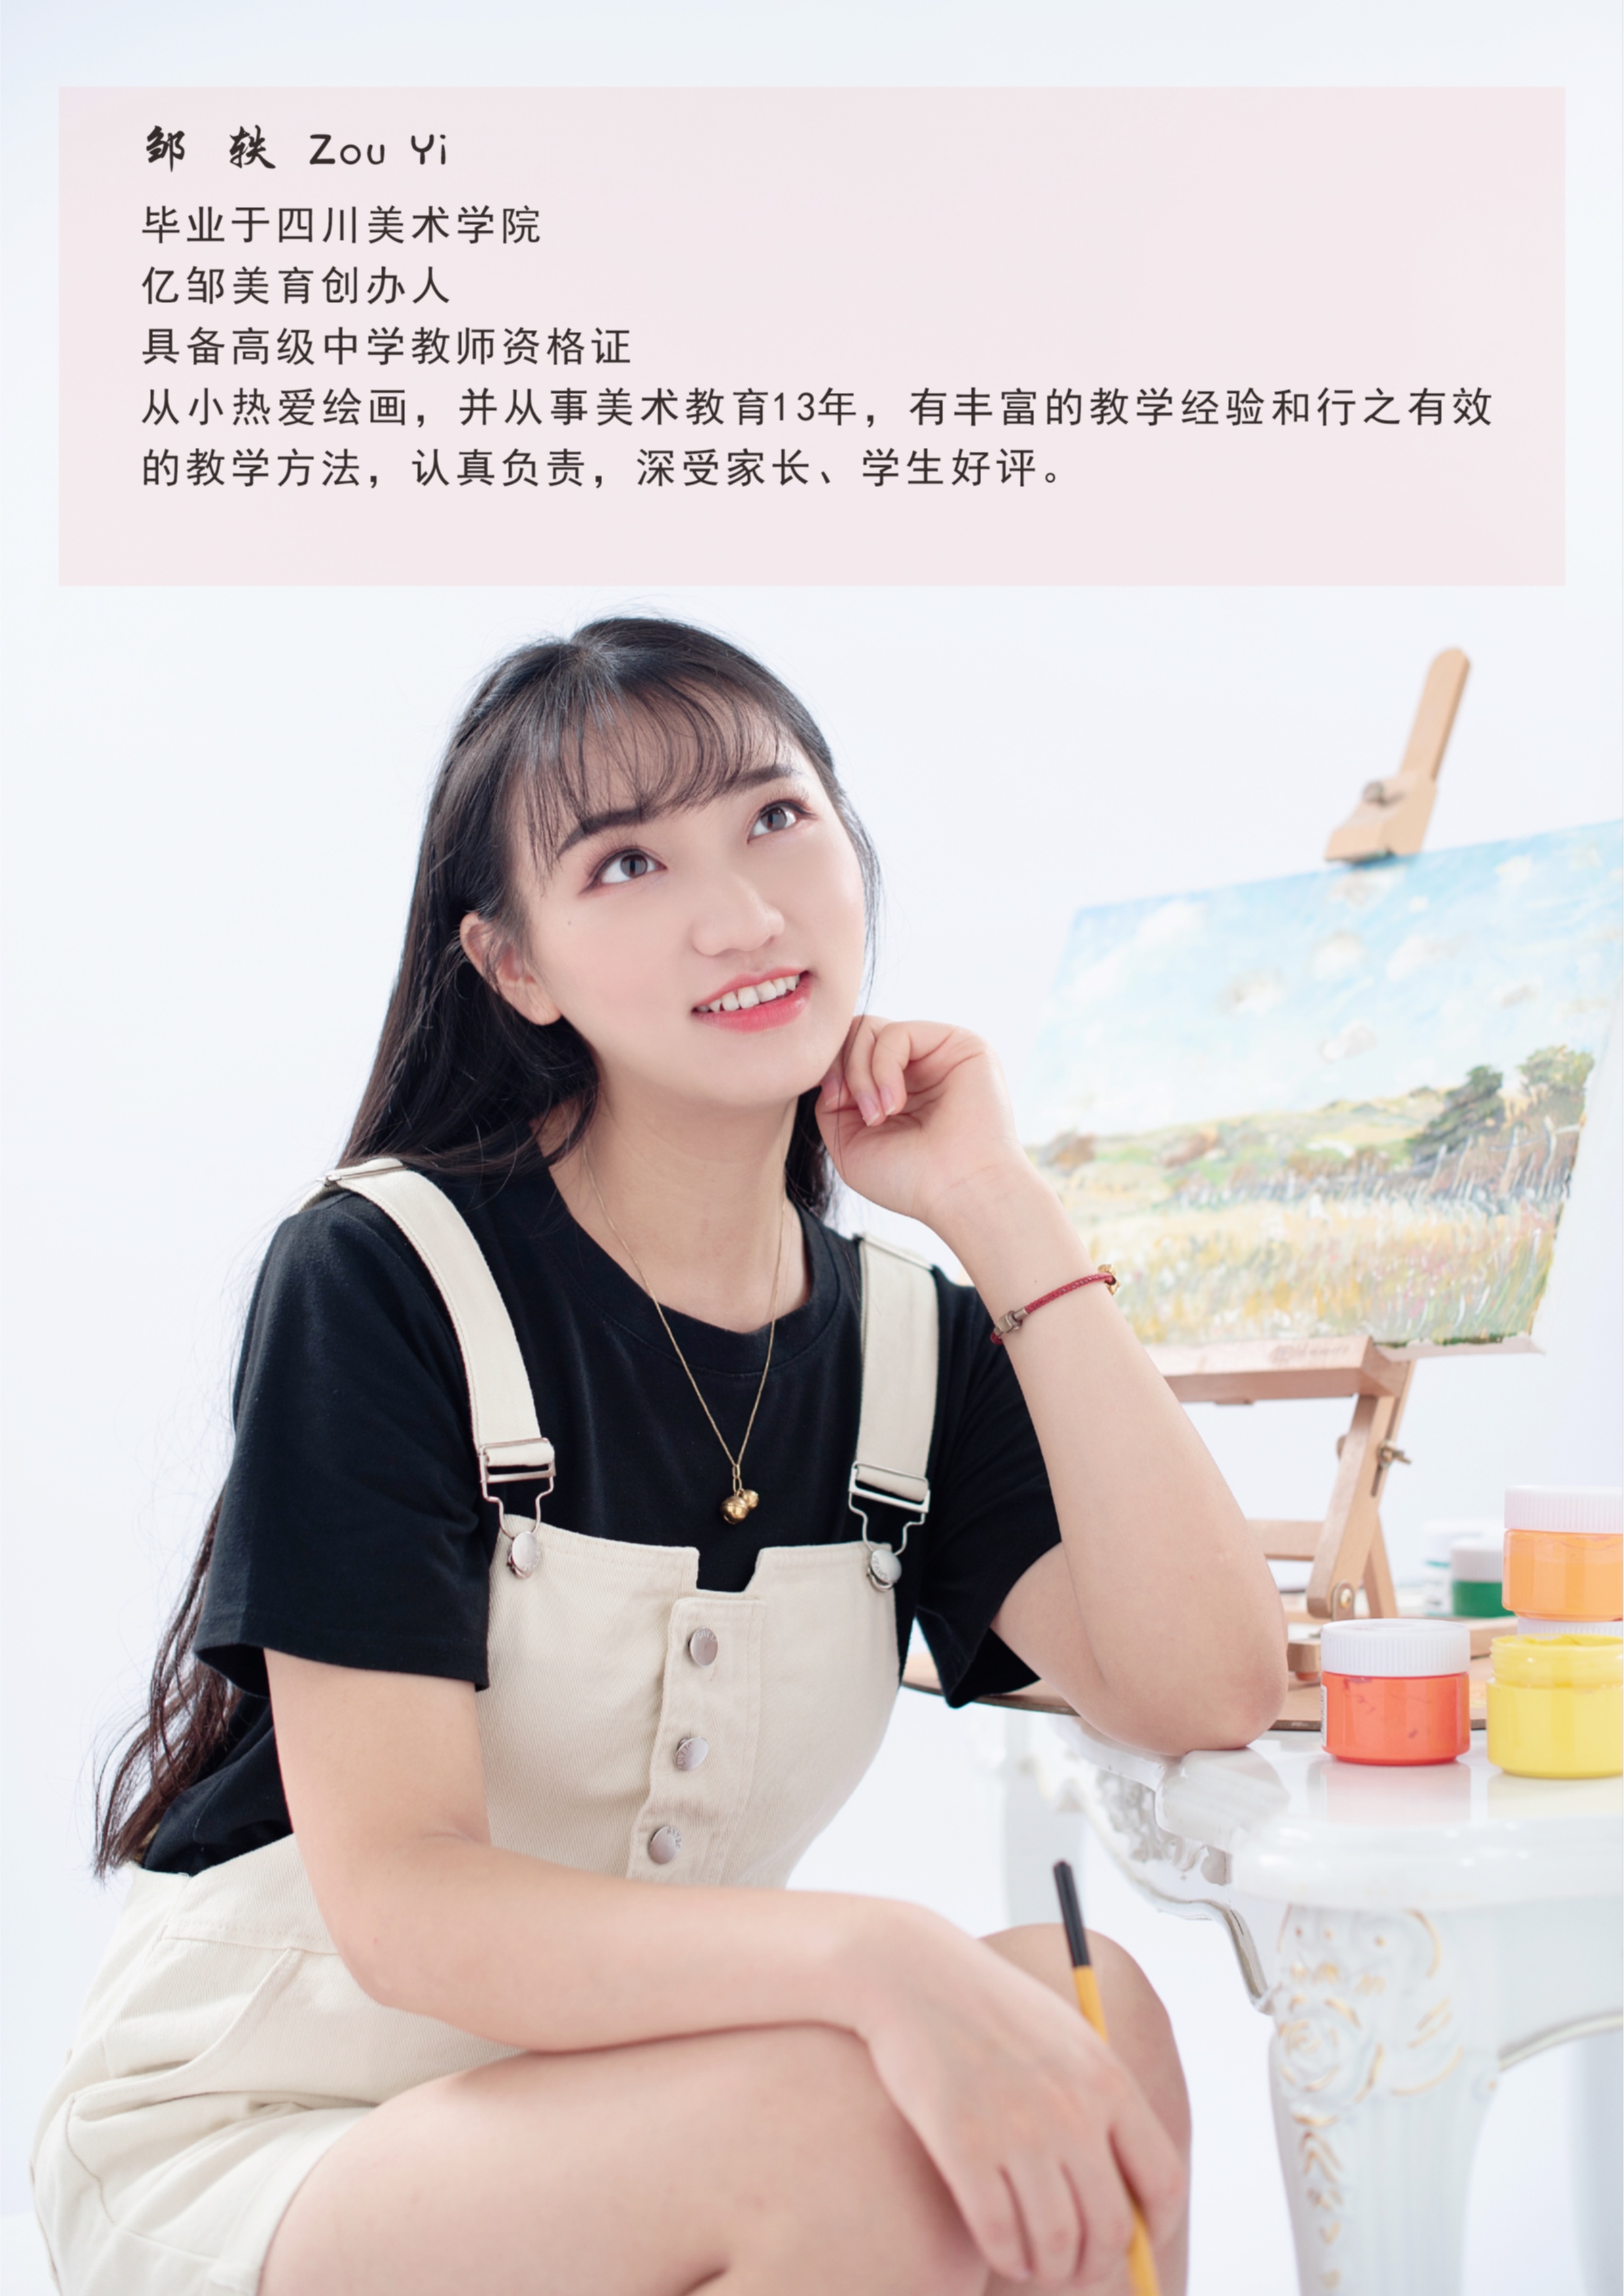 邹 轶 Zou Yi
毕业于四川美术学院
亿邹美育创办人
具备高级中学教师资格证
从小热爱绘画，并从事美术教育13年，有丰富的教学经验和行之有效
的教学方法，认真负责，深受家长、学生好评。